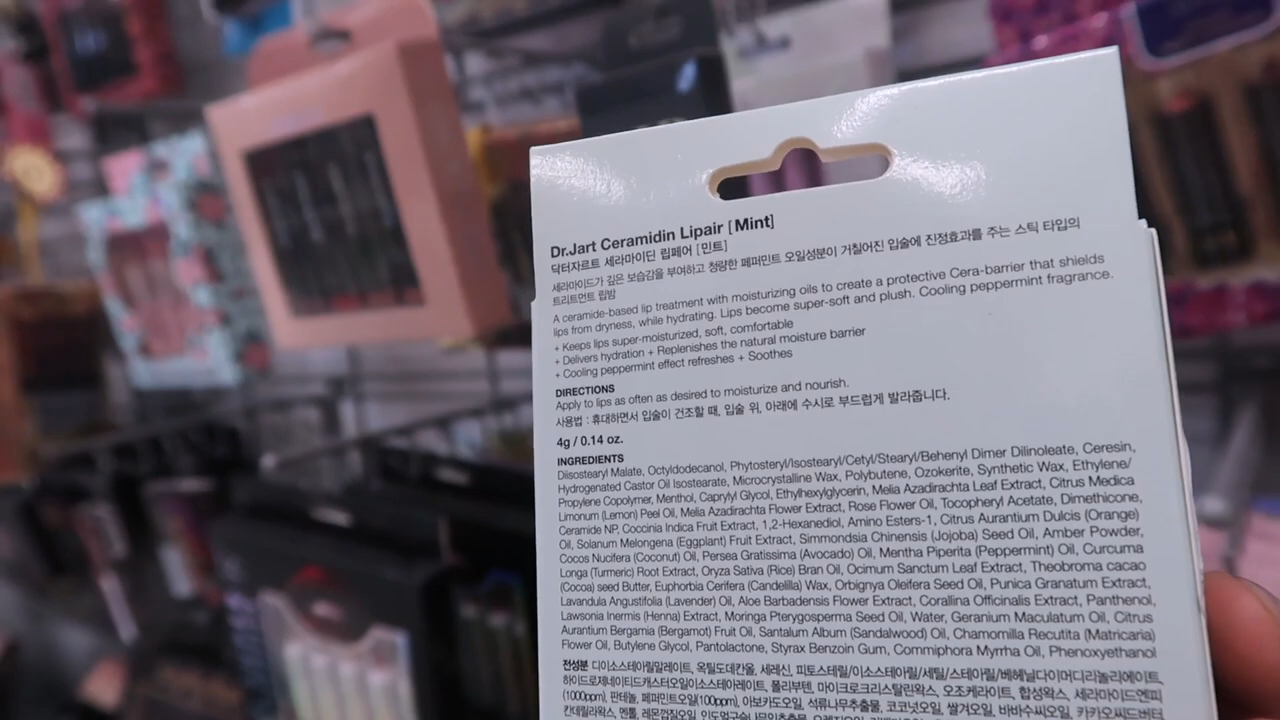 Dr.Jart Ceramidin Lipair [Mint]
닥터자르트 세라마이딘 립페어 [민트]
세라마이드가 깊은 보습감을 부여하고 청량한 페퍼민트 오일성분이 거칠어진 입술에 진정효과를 주는 스틱 타입의
트리트먼트 립밤
A ceramide-based lip treatment with moisturizing oils to create a protective Cera-barrier that shields
lips from dryness, while hydrating. Lips become super-soft and plush. Cooling peppermint fragrance.
+ Keeps lips super-moisturized, soft, comfortable
+ Delivers hydration + Replenishes the natural moisture barrier
+ Cooling peppermint effect refreshes + Soothes
DIRECTIONS
Apply to lips as often as desired to moisturize and nourish.
사용법 : 휴대하면서 입술이 건조할 때, 입술 위, 아래에 수시로 부드럽게 발라줍니다.
4g / 0.14 oz.
INGREDIENTS
Diisostearyl Malate, Octyldodecanol, Phytosteryl/Isostearyl/Cetyl/Stearyl/Behenyl Dimer Dilinoleate, Ceresin,
Hydrogenated Castor Oil Isostearate, Microcrystalline Wax, Polybutene, Ozokerite, Synthetic Wax, Ethylene/
Propylene Copolymer, Menthol, Caprylyl Glycol, Ethylhexylglycerin, Melia Azadirachta Leaf Extract, Citrus Medica
Limonum (Lemon) Peel Oil, Melia Azadirachta Flower Extract, Rose Flower Oil, Tocopheryl Acetate, Dimethicone,
Ceramide NP, Coccinia Indica Fruit Extract, 1,2-Hexanediol, Amino Esters-1, Citrus Aurantium Dulcis (Orange)
Oil, Solanum Melongena (Eggplant) Fruit Extract, Simmondsia Chinensis (Jojoba) Seed Oil, Amber Powder,
Cocos Nucifera (Coconut) Oil, Persea Gratissima (Avocado) Oil, Mentha Piperita (Peppermint) Oil, Curcuma
Longa (Turmeric) Root Extract, Oryza Sativa (Rice) Bran Oil, Ocimum Sanctum Leaf Extract, Theobroma cacao
(Cocoa) seed Butter, Euphorbia Cerifera (Candelilla) Wax, Orbignya Oleifera Seed Oil, Punica Granatum Extract,
Lavandula Angustifolia (Lavender) Oil, Aloe Barbadensis Flower Extract, Corallina Officinalis Extract, Panthenol,
Lawsonia Inermis (Henna) Extract, Moringa Pterygosperma Seed Oil, Water, Geranium Maculatum Oil, Citrus
Aurantium Bergamia (Bergamot) Fruit Oil, Santalum Album (Sandalwood) Oil, Chamomilla Recutita (Matricaria)
Flower Oil, Butylene Glycol, Pantolactone, Styrax Benzoin Gum, Commiphora Myrrha Oil, Phenoxyethanol
전성분 디이소스테아릴말레이트, 옥틸도데칸올, 세레신, 피토스테릴/이소스테아릴/세틸/스테아릴/베헤닐다이머디리놀리에이트,
하이드로제네이티드캐스터오일이소스테아레이트, 폴리부텐, 마이크로크리스탈린왁스, 오조케라이트, 합성왁스, 세라마이드엔피
(1000ppm), 판테놀, 페퍼민트오일(100ppm), 아보카도오일, 석류나무추출물, 코코넛오일, 쌀겨오일, 바바수씨오일, 카카오씨드버터
칸데릴라왁스, 멘톨, 레몬껍질오일